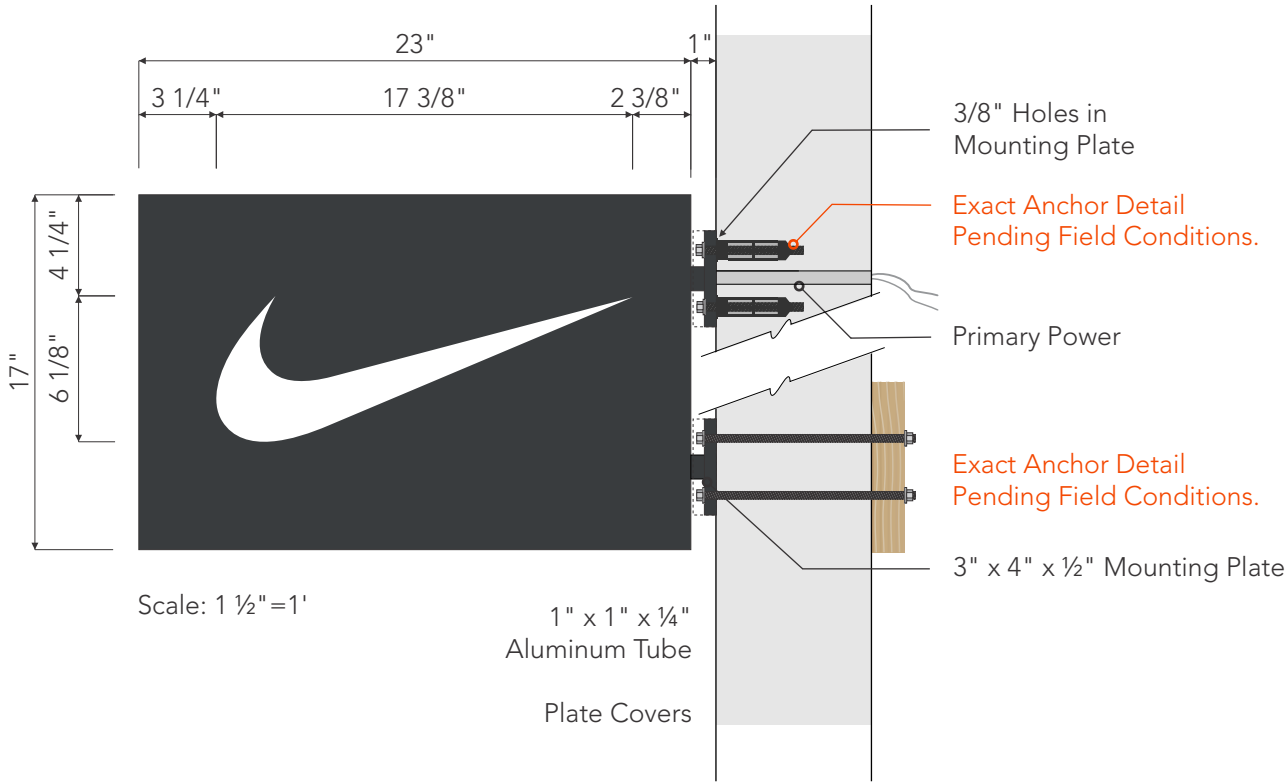 23"
1"
3 1/4"
17 3/8"
2 3/8"
3/8" Holes in
Mounting Plate
Exact Anchor Detail
Pending Field Conditions.
4 1/4"
17"
6 1/8"
Primary Power
Exact Anchor Detail
Pending Field Conditions.
3" x 4" x ½" Mounting Plate
Scale: 1 ½"=1'
1" x 1" x ¼"
Aluminum Tube
Plate Covers